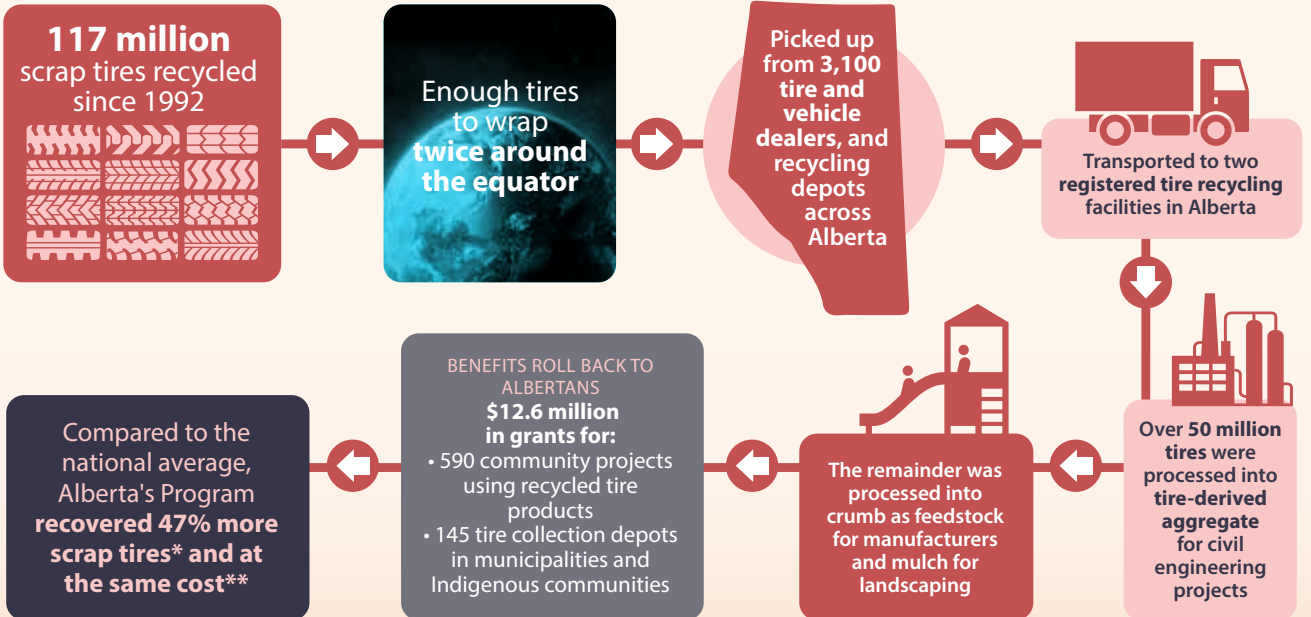 117 million
scrap tires recycled
since 1992
Enough tires
to wrap
twice around
the equator
Picked up
from 3,100
tire and
vehicle
dealers, and
recycling
depots
across
Alberta
Transported to two
registered tire recycling
facilities in Alberta
Over 50 million
tires were
processed into
tire-derived
aggregate
for civil
engineering
projects
The remainder was
processed into
crumb as feedstock
for manufacturers
and mulch for
landscaping
BENEFITS ROLL BACK TO
ALBERTANS
$12.6 million
in grants for:
• 590 community projects
using recycled tire
products
• 145 tire collection depots
in municipalities and
Indigenous communities
Compared to the
national average,
Alberta's Program
recovered 47% more
scrap tires* and at
the same cost**